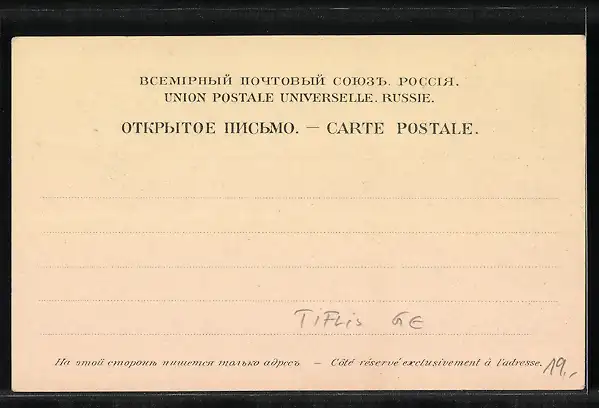 ВСЕМІРНЫЙ ПОЧТОВЫЙ СОЮЗЪ. РОССІЯ.
UNION POSTALE UNIVERSELLE. RUSSIE.
ОТКРЫТОЕ ПИСЬМО. — CARTE POSTALE.
Tiflis GE
На этой сторонѣ пишется только адресъ — Côté réservé exclusivement à l'adresse.
19,-